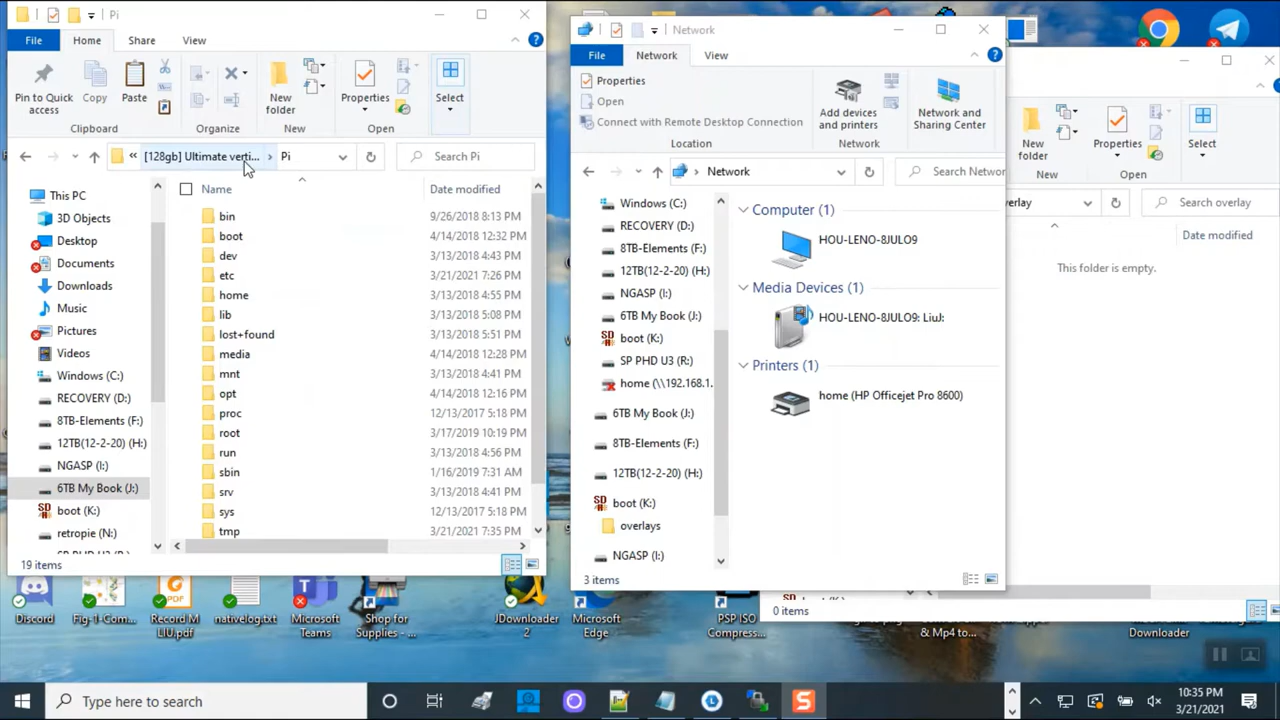 Pi
File Home Share View
Pin to Quick access
Copy
Paste
Clipboard
Organize
New folder
New
Properties
Open
Select
« [128gb] Ultimate verti... › Pi
Search Pi
Name
Date modified
This PC
3D Objects
Desktop
Documents
Downloads
Music
Pictures
Videos
Windows (C:)
RECOVERY (D:)
8TB-Elements (F:)
12TB(12-2-20) (H:)
NGASP (I:)
6TB My Book (J:)
boot (K:)
retropie (N:)
bin 9/26/2018 8:13 PM
boot 4/14/2018 12:32 PM
dev 3/13/2018 4:43 PM
etc 3/21/2021 7:26 PM
home 3/13/2018 4:55 PM
lib 3/13/2018 5:08 PM
lost+found 3/13/2018 5:51 PM
media 4/14/2018 12:28 PM
mnt 3/13/2018 4:41 PM
opt 4/14/2018 12:16 PM
proc 12/13/2017 5:18 PM
root 3/17/2019 10:19 PM
run 3/13/2018 4:56 PM
sbin 1/16/2019 7:31 AM
srv 3/13/2018 4:41 PM
sys 12/13/2017 5:18 PM
tmp 3/21/2021 7:35 PM
19 items
Network
File Network View
Properties
Open
Connect with Remote Desktop Connection
Location
Add devices and printers
Network and Sharing Center
Network
› Network
Search Networ
Windows (C:)
RECOVERY (D:)
8TB-Elements (F:)
12TB(12-2-20) (H:)
NGASP (I:)
6TB My Book (J:)
boot (K:)
SP PHD U3 (R:)
home (\\192.168.1.
6TB My Book (J:)
8TB-Elements (F:)
12TB(12-2-20) (H:)
boot (K:)
overlays
NGASP (I:)
Computer (1)
HOU-LENO-8JULO9
Media Devices (1)
HOU-LENO-8JULO9: LiuJ:
Printers (1)
home (HP Officejet Pro 8600)
3 items
New folder
New
Properties
Open
Select
erlay
Search overlay
Date modified
This folder is empty.
0 items
Discord
Fig-1-Com...
Record M LIU.pdf
nativelog.txt
Microsoft Teams
Shop for Supplies - ...
JDownloader 2
Microsoft Edge
PSP ISO Compress...
& Mp4 to...
Downloader
Type here to search
10:35 PM
3/21/2021